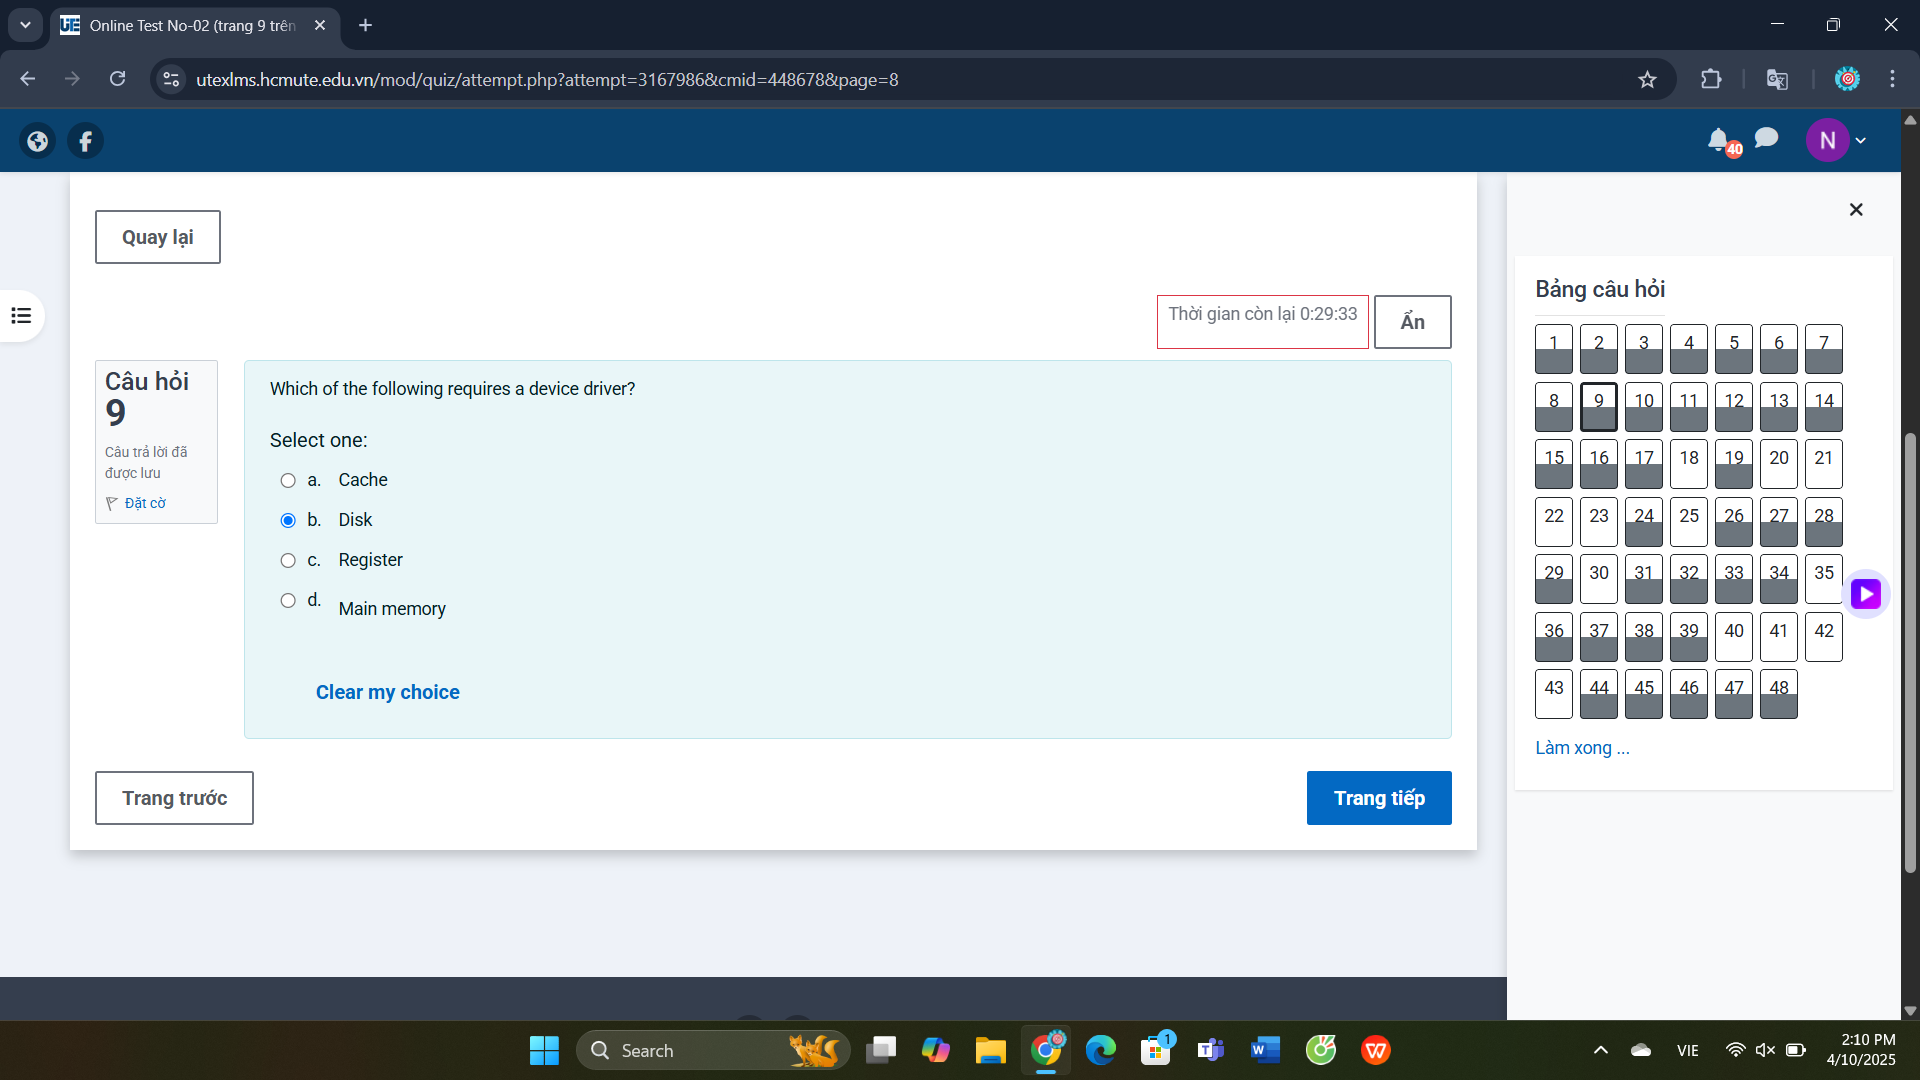 Online Test No-02 (trang 9 trên
utexlms.hcmute.edu.vn/mod/quiz/attempt.php?attempt=3167986&cmid=448678&page=8
40
N
Quay lại
Thời gian còn lại 0:29:33
Ẩn
Câu hỏi
9
Câu trả lời đã
được lưu
Đặt cờ
Which of the following requires a device driver?
Select one:
a. Cache
b. Disk
c. Register
d. Main memory
Clear my choice
Trang trước
Trang tiếp
Bảng câu hỏi
1 2 3 4 5 6 7
8 9 10 11 12 13 14
15 16 17 18 19 20 21
22 23 24 25 26 27 28
29 30 31 32 33 34 35
36 37 38 39 40 41 42
43 44 45 46 47 48
Làm xong ...
Search
1
VIE
2:10 PM
4/10/2025